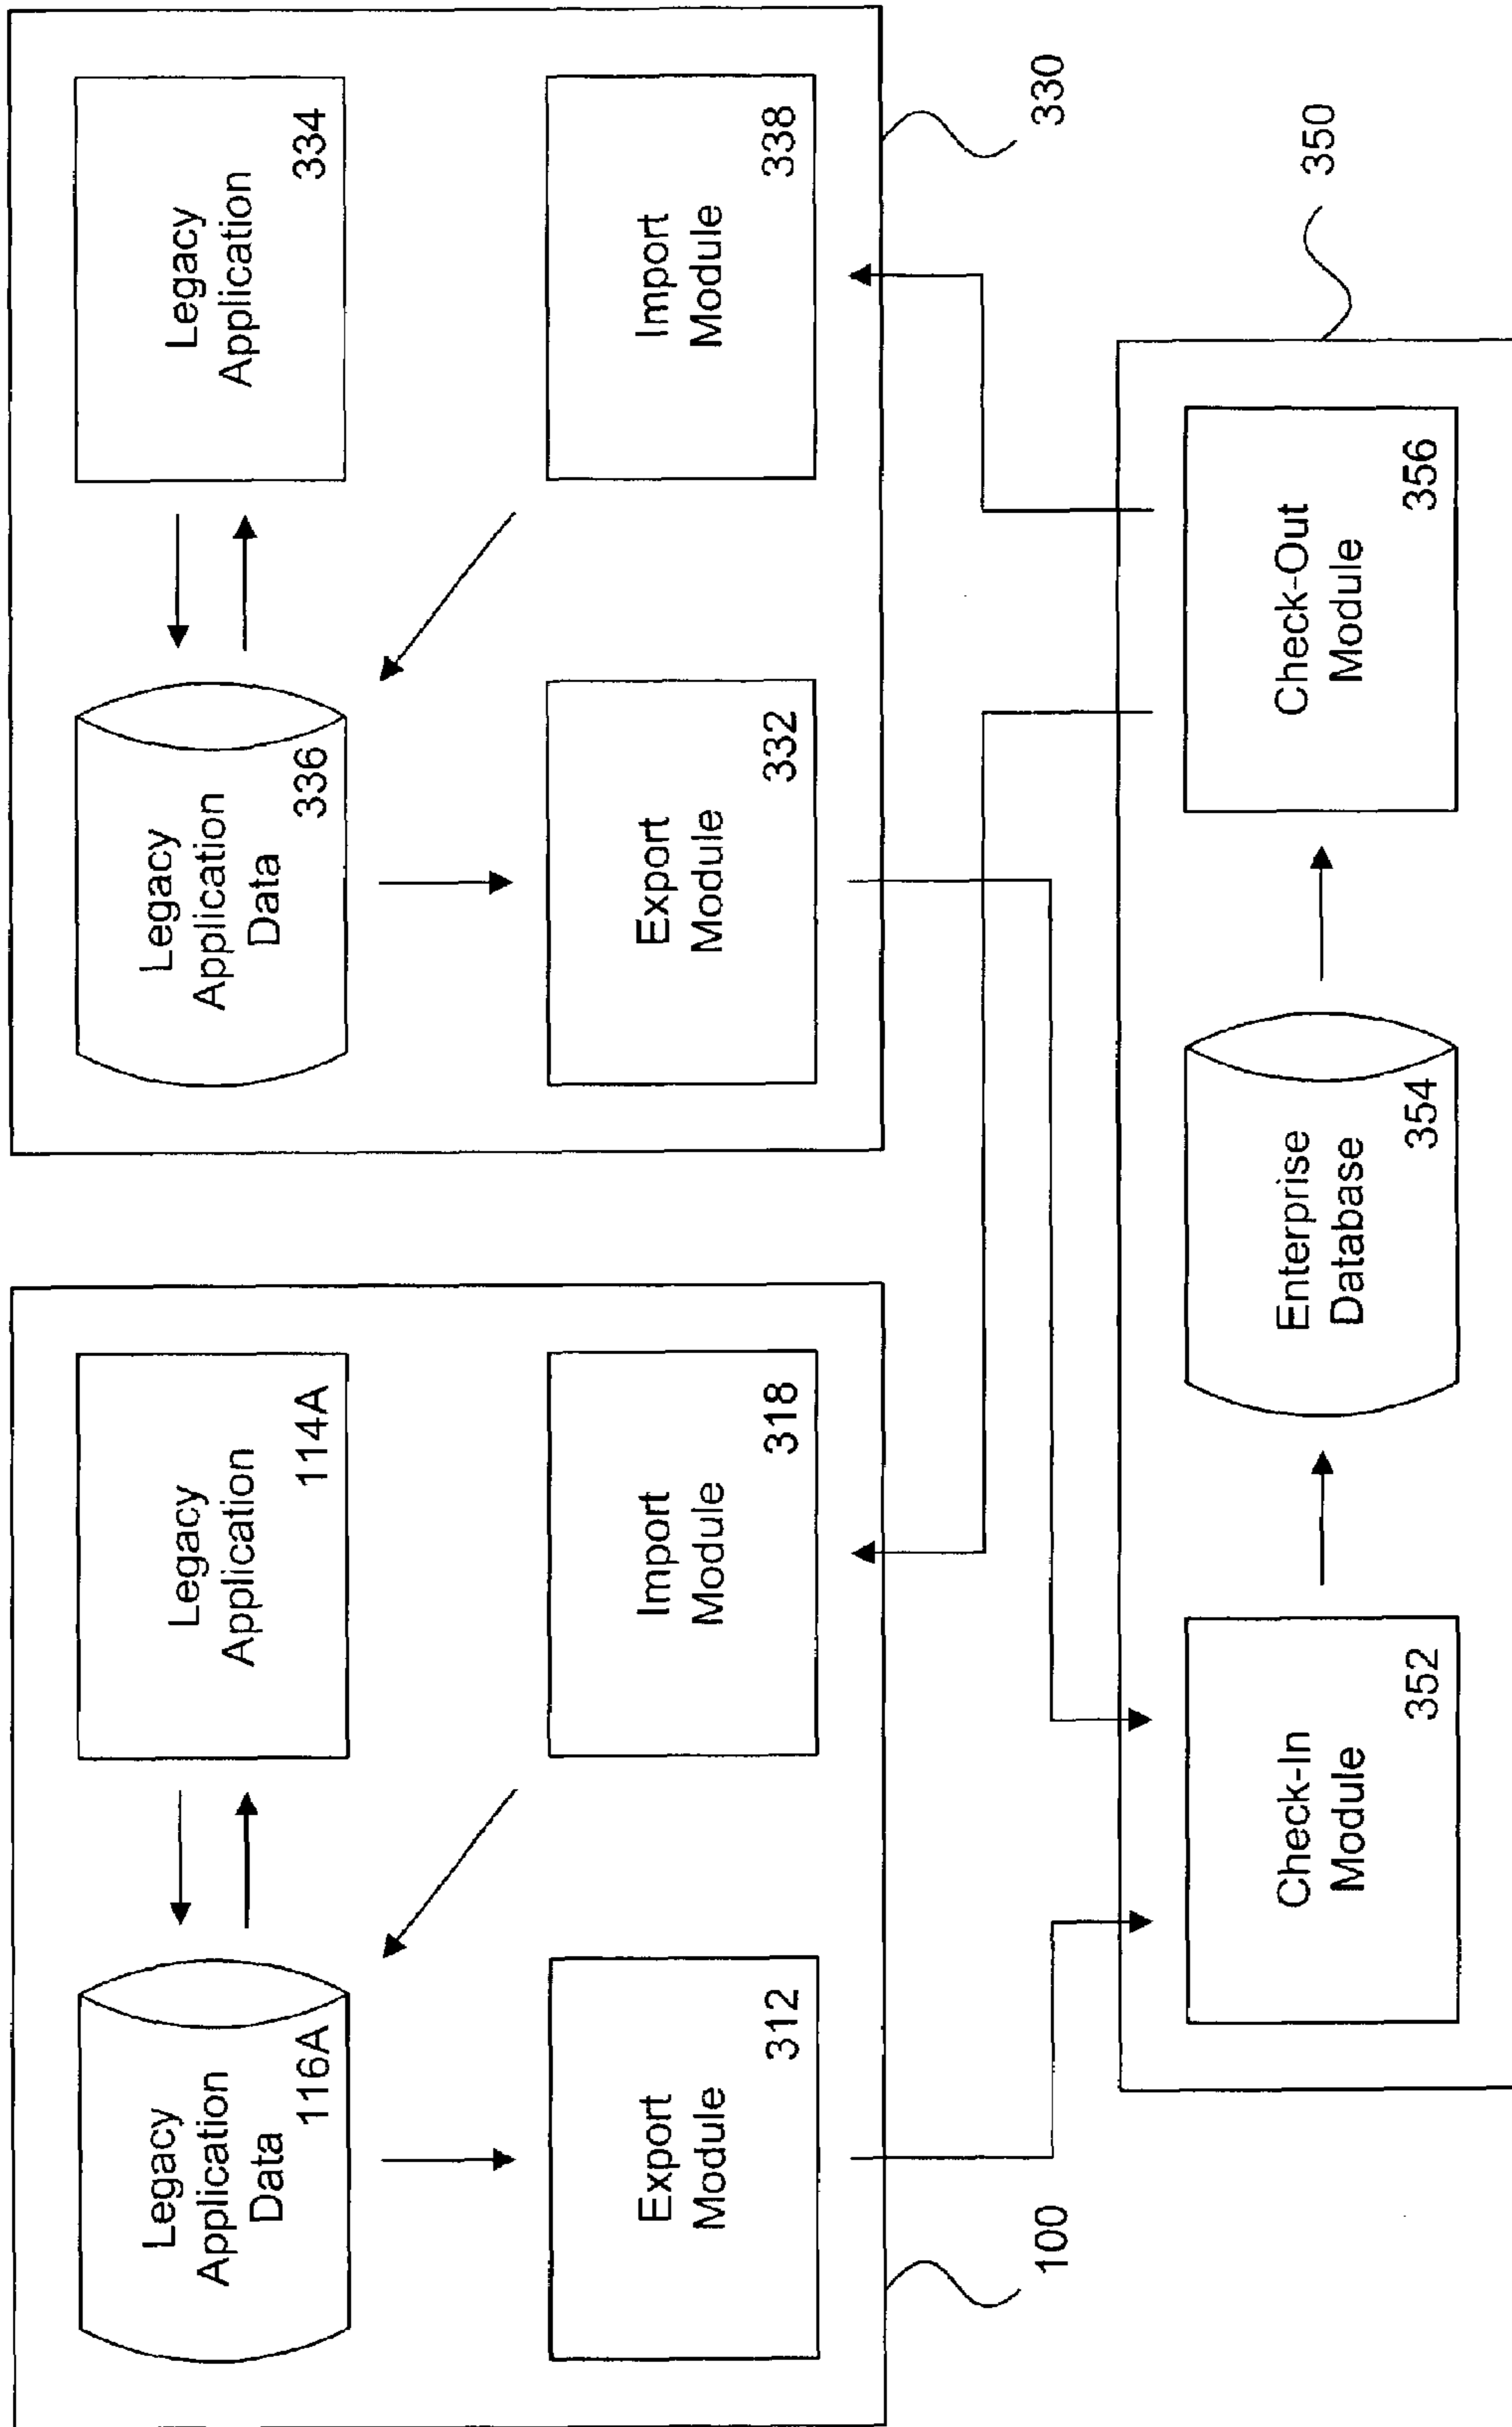 Legacy
Application
Data
116A
Legacy
Application
114A
Export
Module
312
Import
Module
318
100
Legacy
Application
Data
336
Legacy
Application
334
Export
Module
332
Import
Module
338
330
Check-In
Module
352
Enterprise
Database
354
Check-Out
Module
356
350